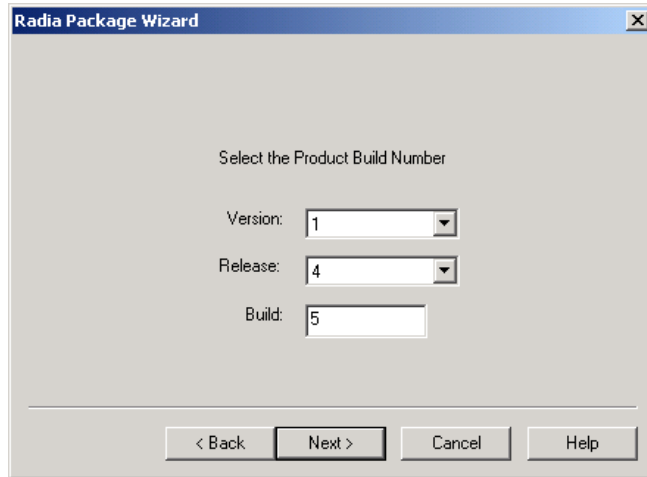 Radia Package Wizard
Select the Product Build Number
Version: 1
Release: 4
Build: 5
< Back Next > Cancel Help